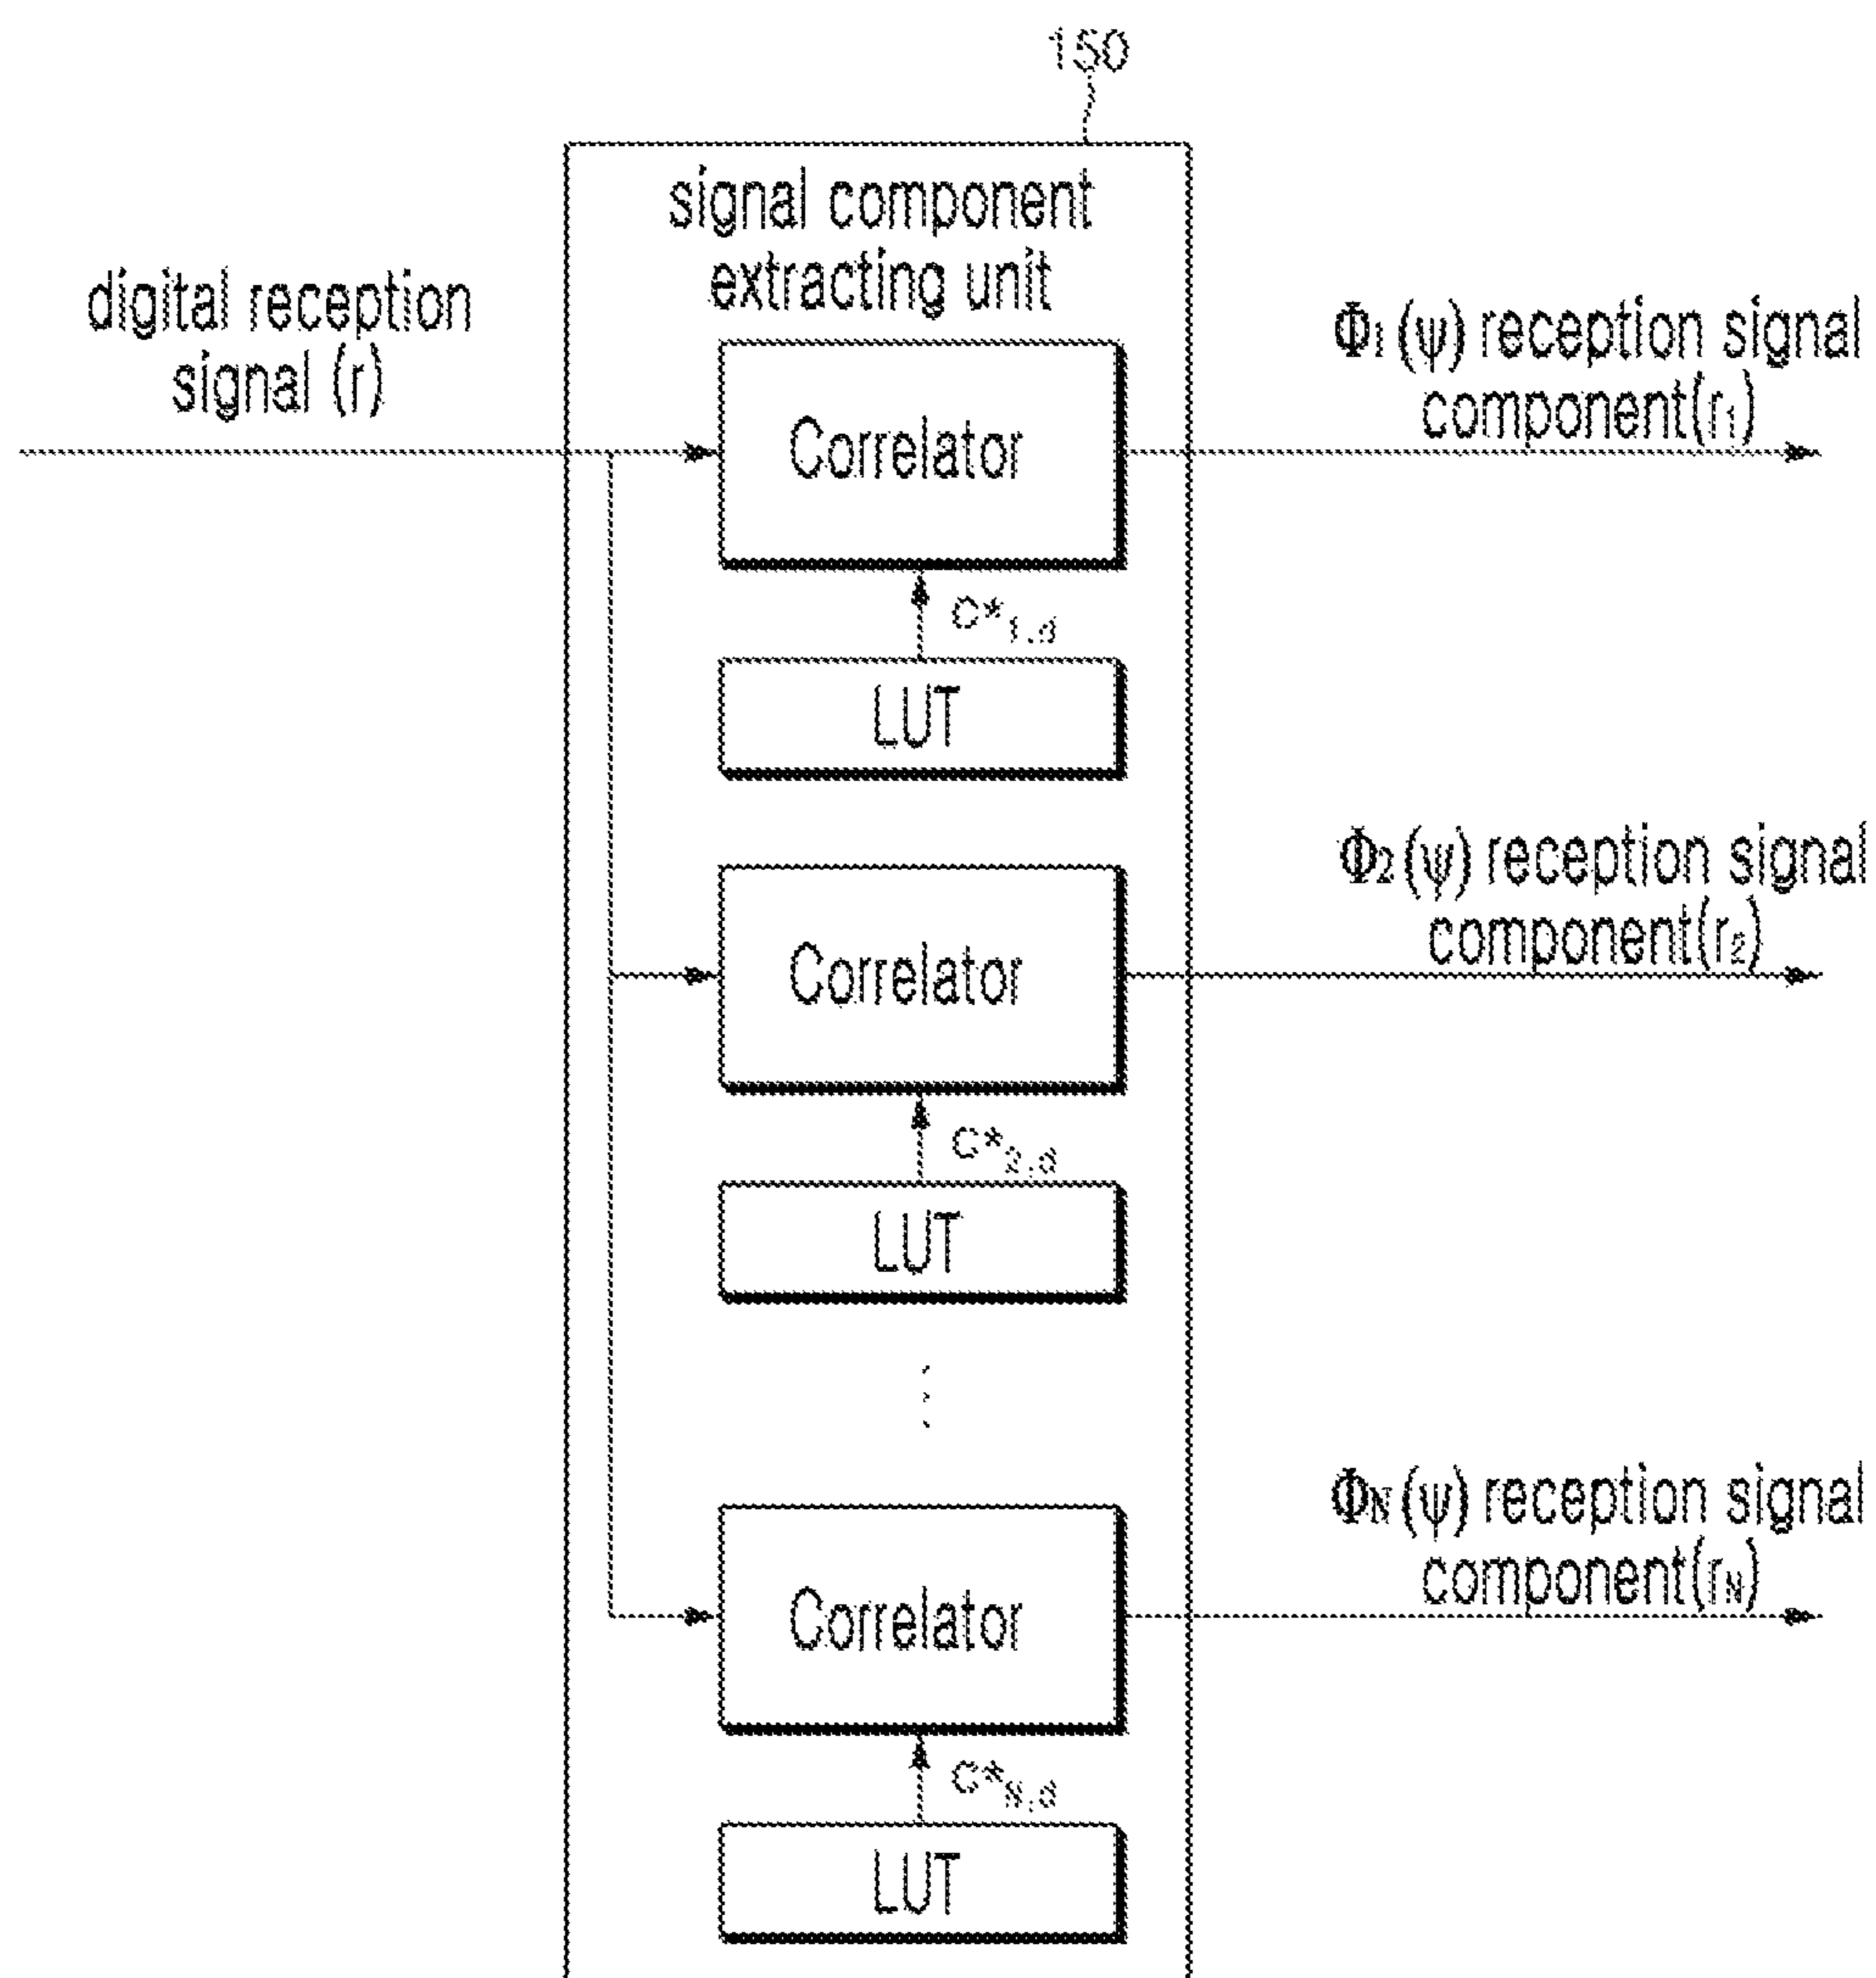 150
signal component
extracting unit
digital reception
signal (r)
Φ1 (ψ) reception signal
component(r1)
Correlator
C*1,d
LUT
Φ2 (ψ) reception signal
component(r2)
Correlator
C*2,d
LUT
⋮
ΦN (ψ) reception signal
component(rN)
Correlator
C*N,d
LUT